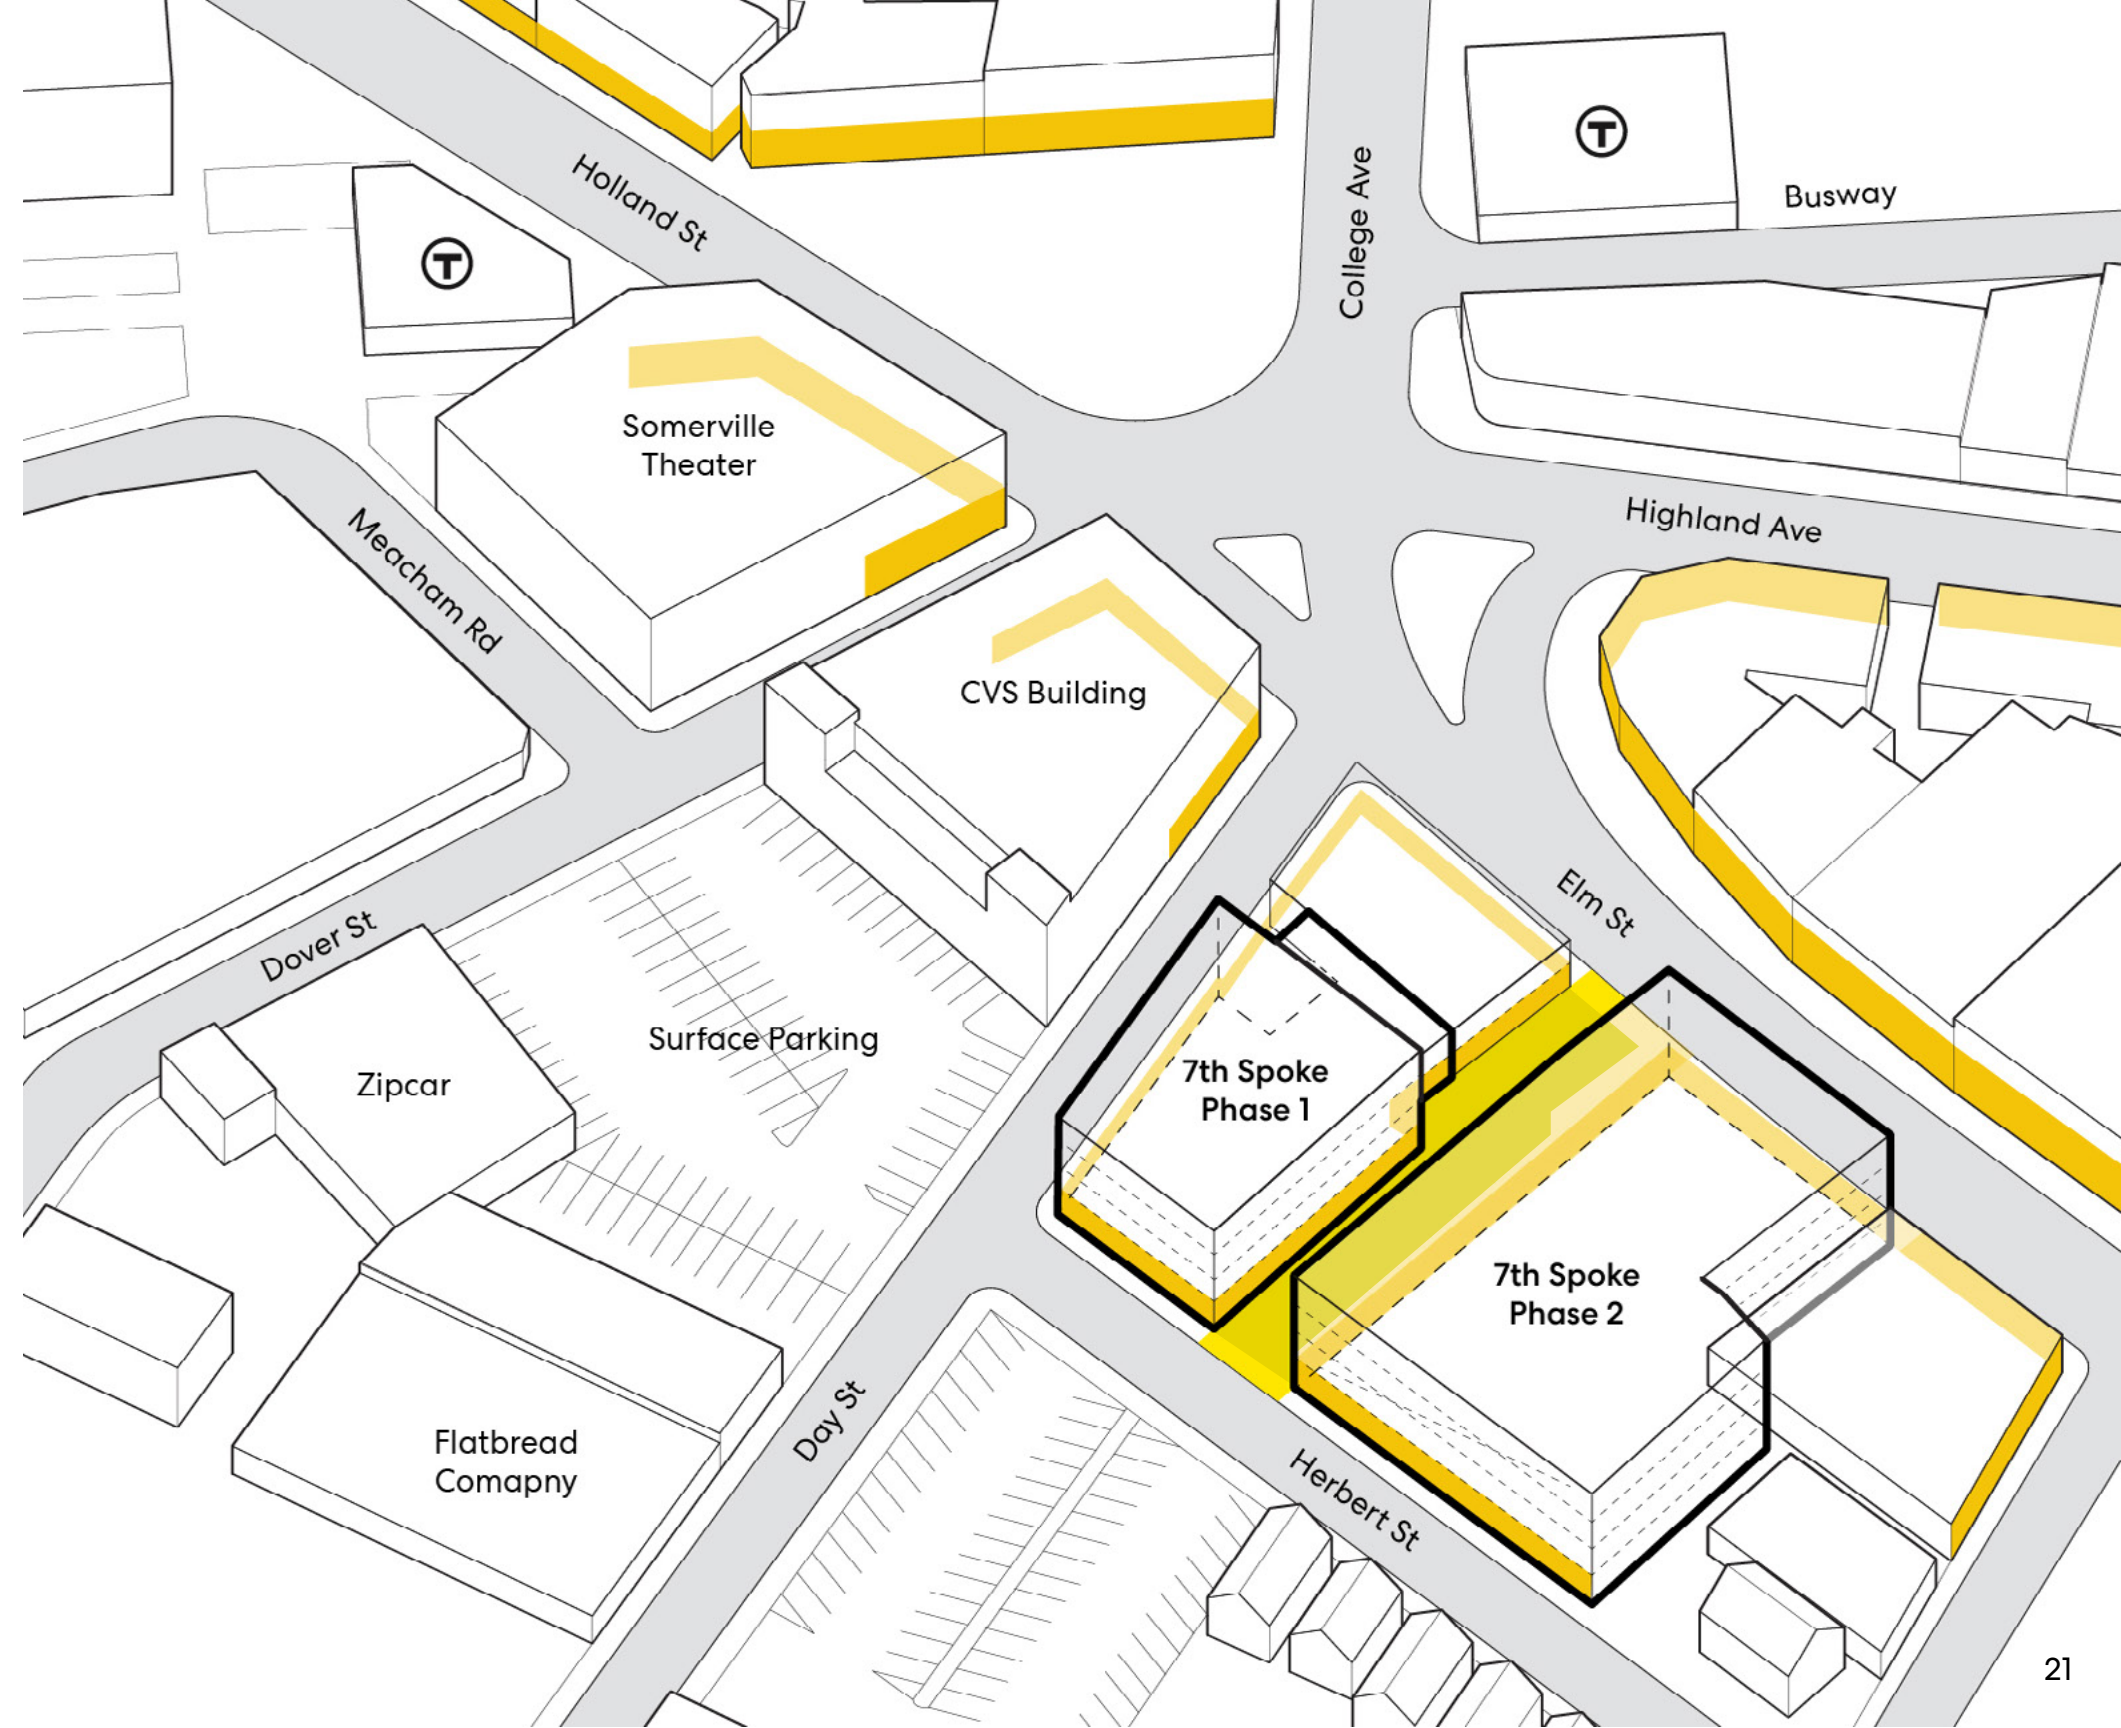 T
Busway
Holland St
College Ave
T
Somerville
Theater
Highland Ave
Meacham Rd
CVS Building
Elm St
Dover St
Surface Parking
Zipcar
7th Spoke
Phase 1
7th Spoke
Phase 2
Day St
Flatbread
Comapny
Herbert St
21